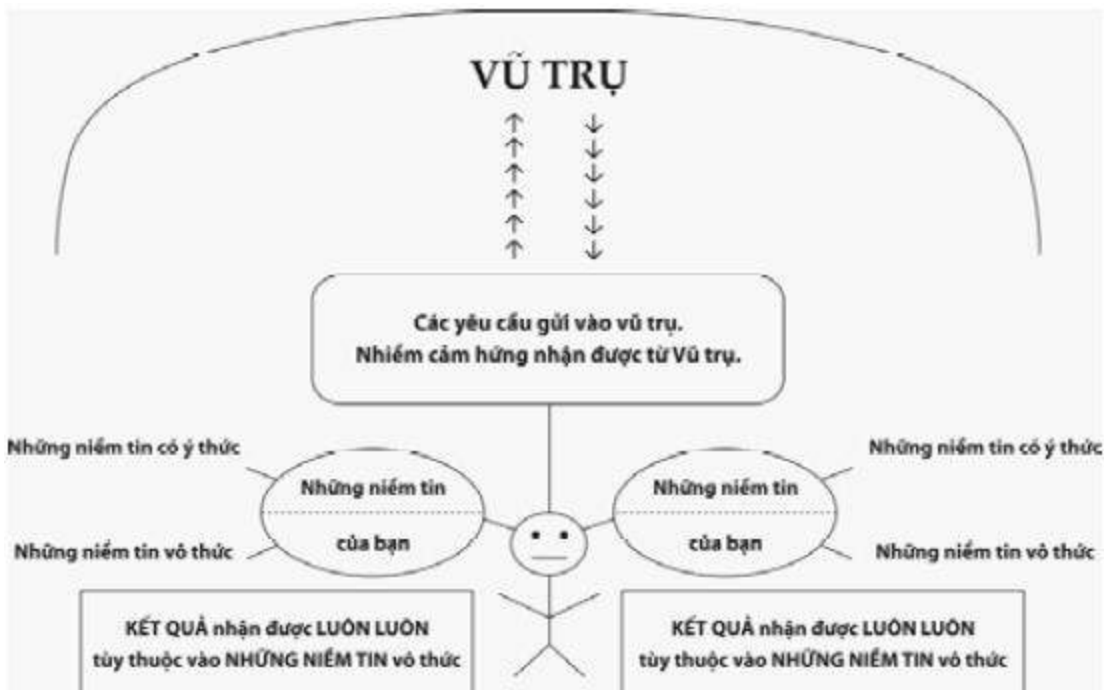 VŨ TRỤ
Các yêu cầu gửi vào vũ trụ.
Nhiềm cảm hứng nhận được từ Vũ trụ.
Những niềm tin có ý thức
Những niềm tin
của bạn
Những niềm tin vô thức
Những niềm tin có ý thức
Những niềm tin
của bạn
Những niềm tin vô thức
KẾT QUẢ nhận được LUÔN LUÔN
tùy thuộc vào NHỮNG NIỀM TIN vô thức
KẾT QUẢ nhận được LUÔN LUÔN
tùy thuộc vào NHỮNG NIỀM TIN vô thức